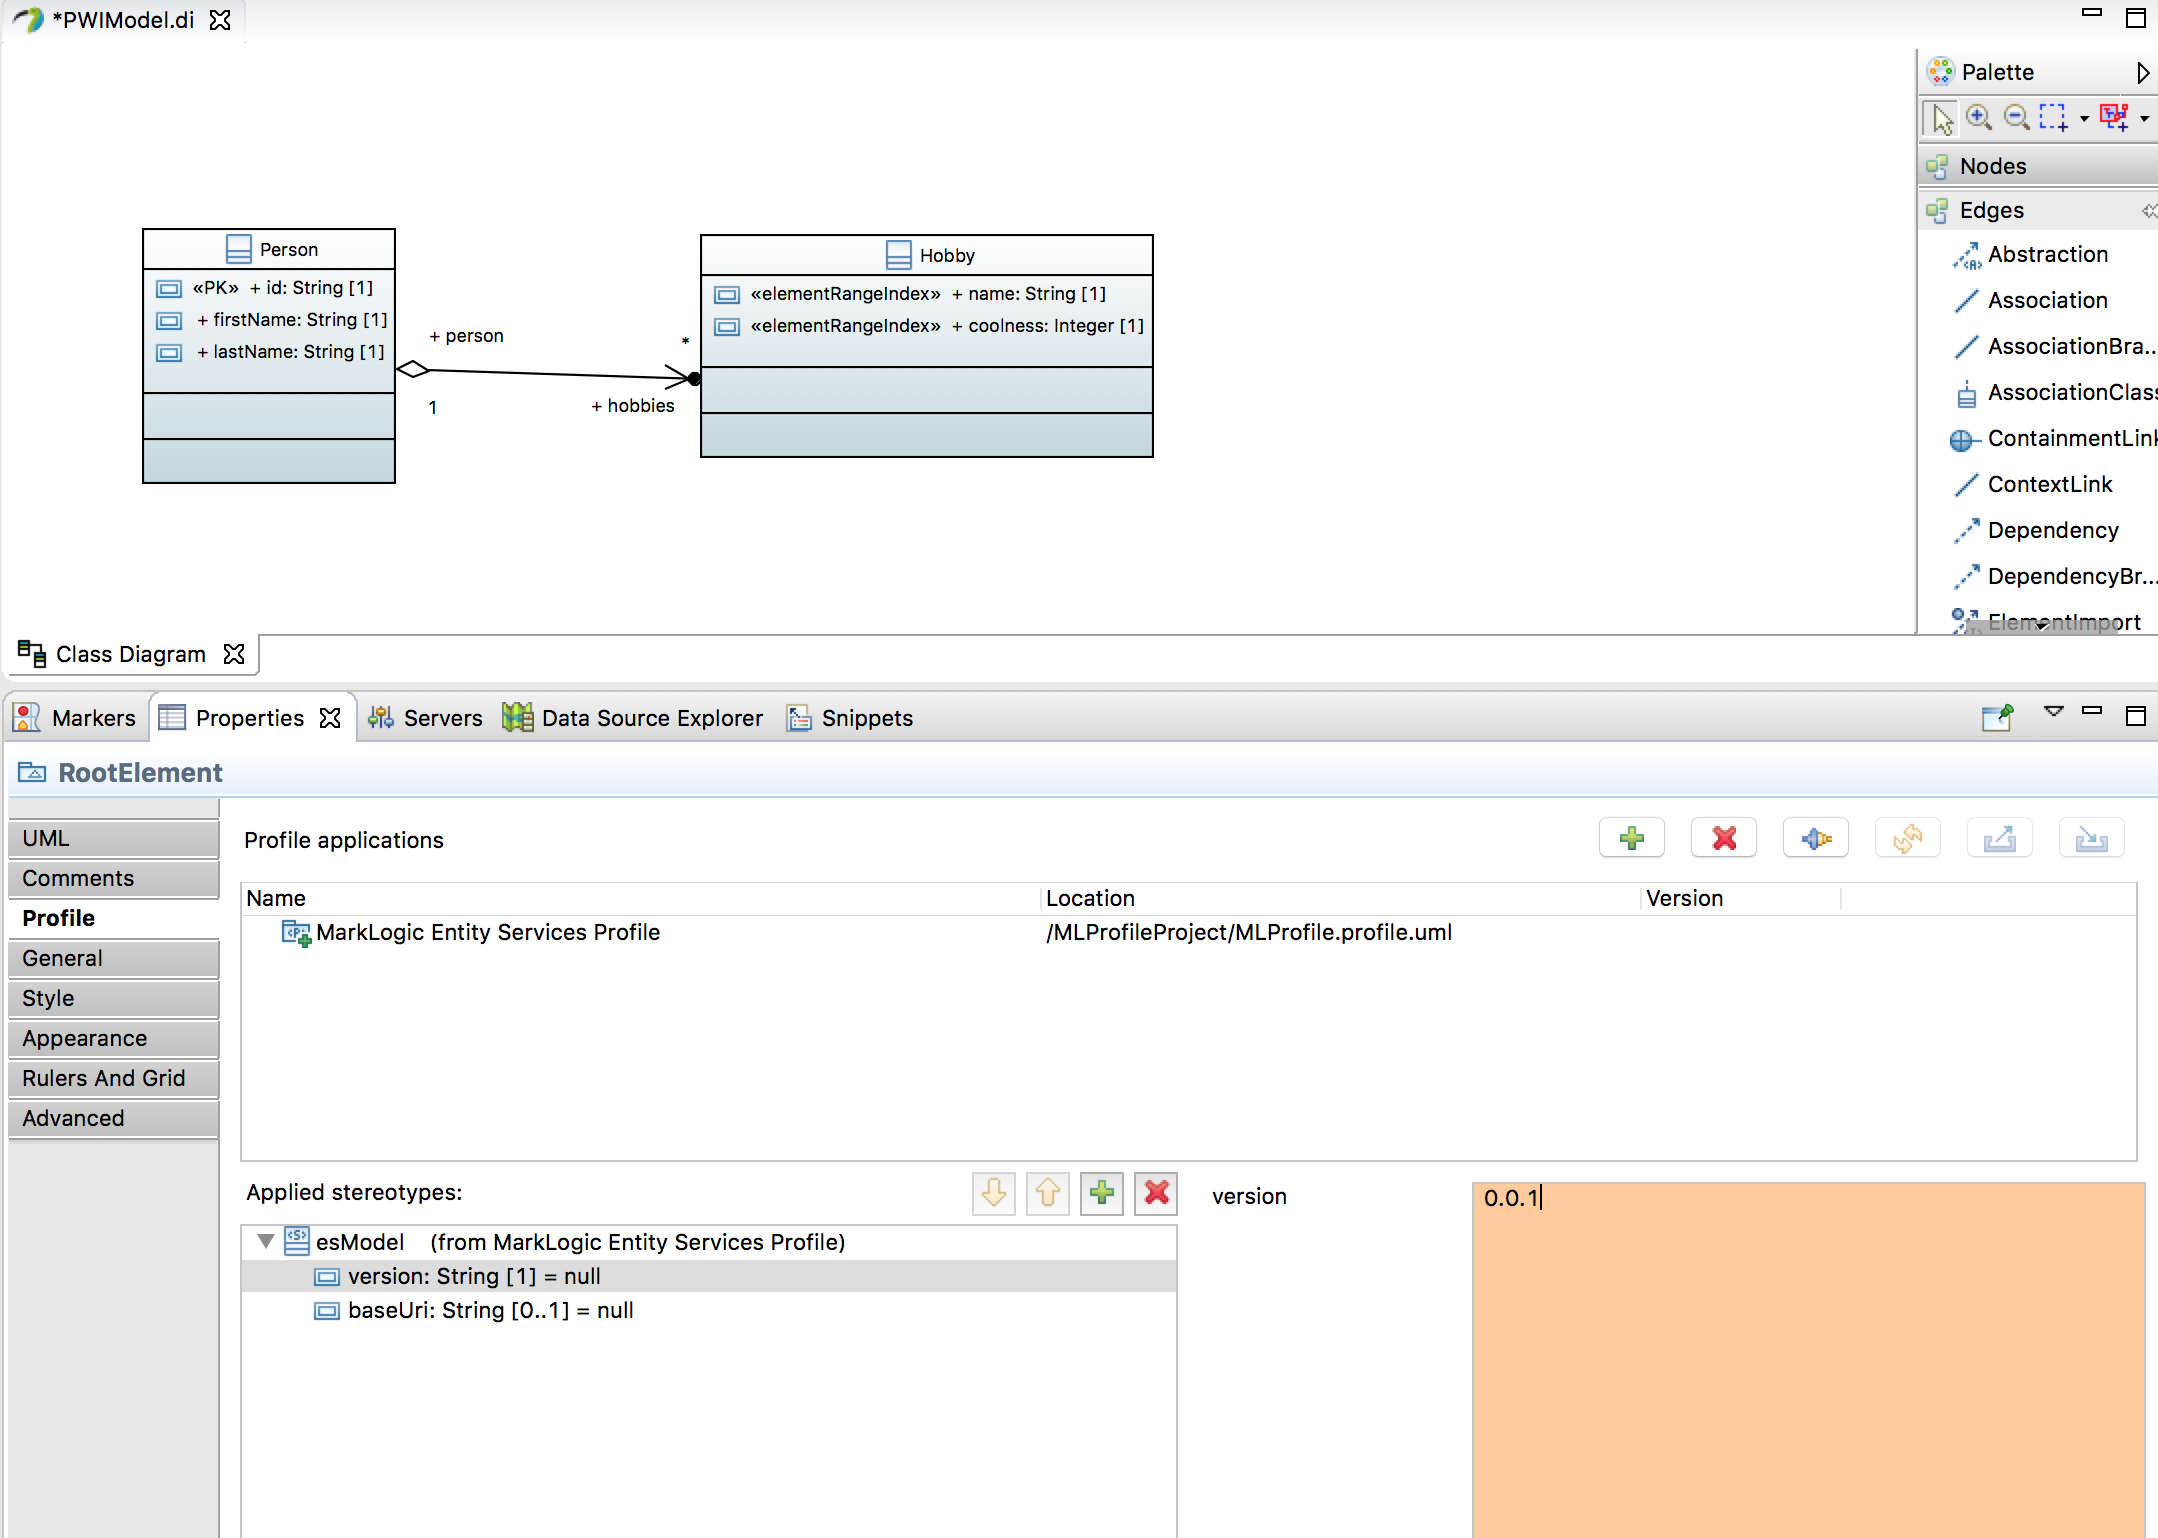 *PWIModel.di
Palette
Nodes
Edges
Abstraction
Association
AssociationBra...
AssociationClass
ContainmentLink
ContextLink
Dependency
DependencyBr...
ElementImport
Person
«PK» + id: String [1]
+ firstName: String [1]
+ lastName: String [1]
+ person
1
*
+ hobbies
Hobby
«elementRangeIndex» + name: String [1]
«elementRangeIndex» + coolness: Integer [1]
Class Diagram
Markers Properties Servers Data Source Explorer Snippets
RootElement
UML
Comments
Profile
General
Style
Appearance
Rulers And Grid
Advanced
Profile applications
Name Location Version
MarkLogic Entity Services Profile /MLProfileProject/MLProfile.profile.uml
Applied stereotypes:
esModel (from MarkLogic Entity Services Profile)
version: String [1] = null
baseUri: String [0..1] = null
version
0.0.1